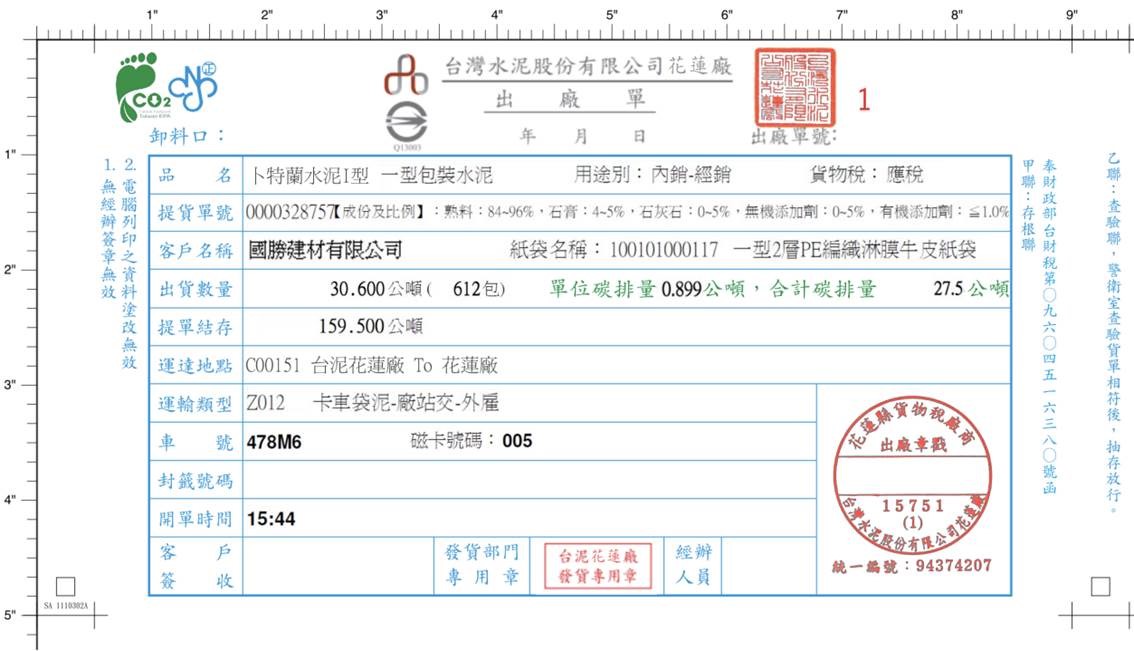 1" 2" 3" 4" 5" 6" 7" 8" 9"
1"
2"
3"
4"
5"
CO2
CNS
正
Q13003
台灣水泥股份有限公司花蓮廠
出廠單
年 月 日
1
卸料口：
出廠單號:
品名 卜特蘭水泥I型 一型包裝水泥 用途別：內銷-經銷 貨物稅：應稅
提貨單號 0000328757【成份及比例】：熟料：84~96%，石膏：4~5%，石灰石：0~5%，無機添加劑：0~5%，有機添加劑：≦1.0%
客戶名稱 國勝建材有限公司 紙袋名稱：100101000117 一型2層PE編織淋膜牛皮紙袋
出貨數量 30.600公噸( 612包) 單位碳排量 0.899公噸，合計碳排量 27.5 公噸
提單結存 159.500公噸
運達地點 C00151 台泥花蓮廠 To 花蓮廠
運輸類型 Z012 卡車袋泥-廠站交-外雇
車號 478M6 磁卡號碼：005
封籤號碼
開單時間 15:44
客戶簽收
發貨部門專用章
台泥花蓮廠
發貨專用章
經辦人員
花蓮縣貨物稅廠商
出廠章戳
15751
(1)
台灣水泥股份有限公司花蓮廠
統一編號：94374207
1. 無經辦簽章無效
2. 電腦列印之資料塗改無效
甲聯：存根聯
奉財政部台財稅第〇九六〇四五一六三八〇號函
乙聯：查驗聯，警衛室查驗貨單相符後，抽存放行。
SA 1110302A